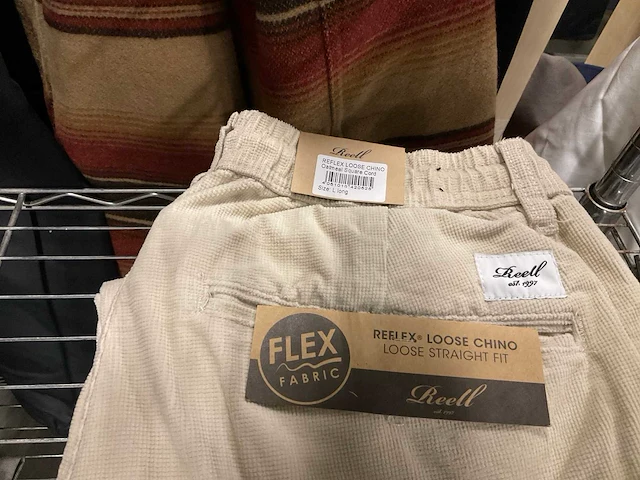 Reell
REFLEX LOOSE CHINO
Oatmeal Square Cord
Size: L long
Reell
est. 1997
FLEX
FABRIC
REFLEX® LOOSE CHINO
LOOSE STRAIGHT FIT
Reell